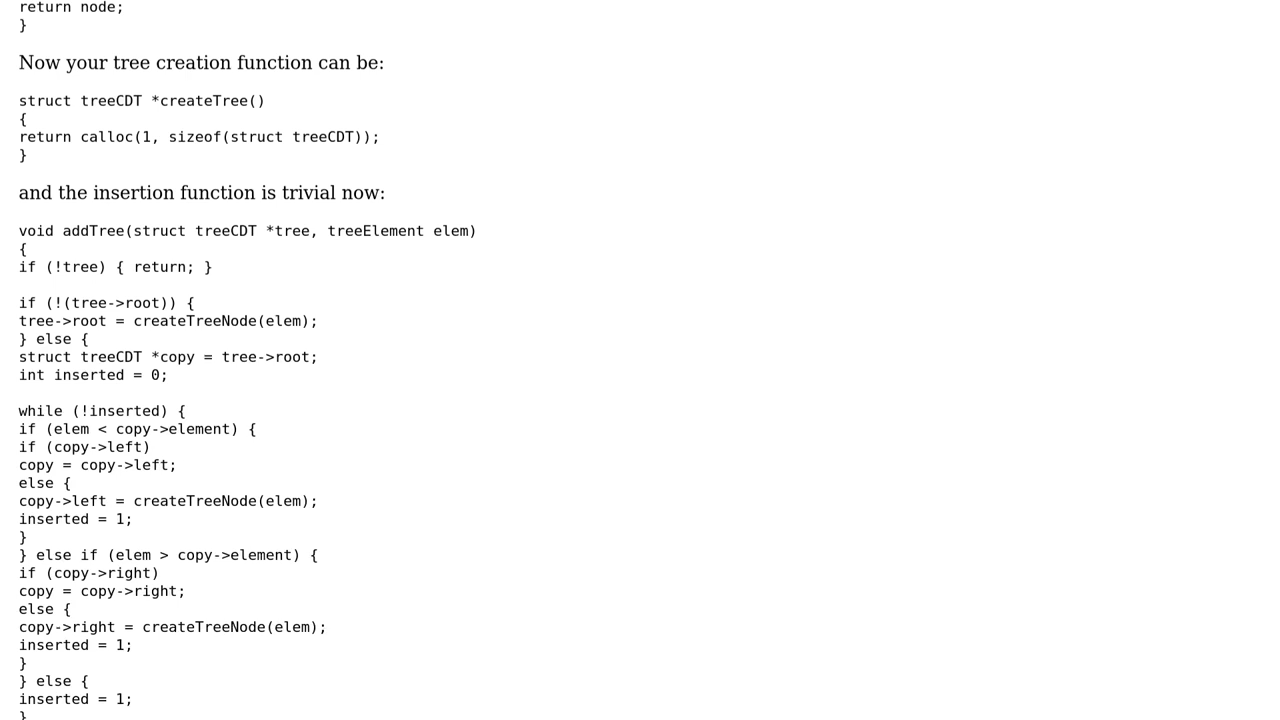 return node;
}
Now your tree creation function can be:
struct treeCDT *createTree()
{
return calloc(1, sizeof(struct treeCDT));
}
and the insertion function is trivial now:
void addTree(struct treeCDT *tree, treeElement elem)
{
if (!tree) { return; }
if (!(tree->root)) {
tree->root = createTreeNode(elem);
} else {
struct treeCDT *copy = tree->root;
int inserted = 0;
while (!inserted) {
if (elem < copy->element) {
if (copy->left)
copy = copy->left;
else {
copy->left = createTreeNode(elem);
inserted = 1;
}
} else if (elem > copy->element) {
if (copy->right)
copy = copy->right;
else {
copy->right = createTreeNode(elem);
inserted = 1;
}
} else {
inserted = 1;
}